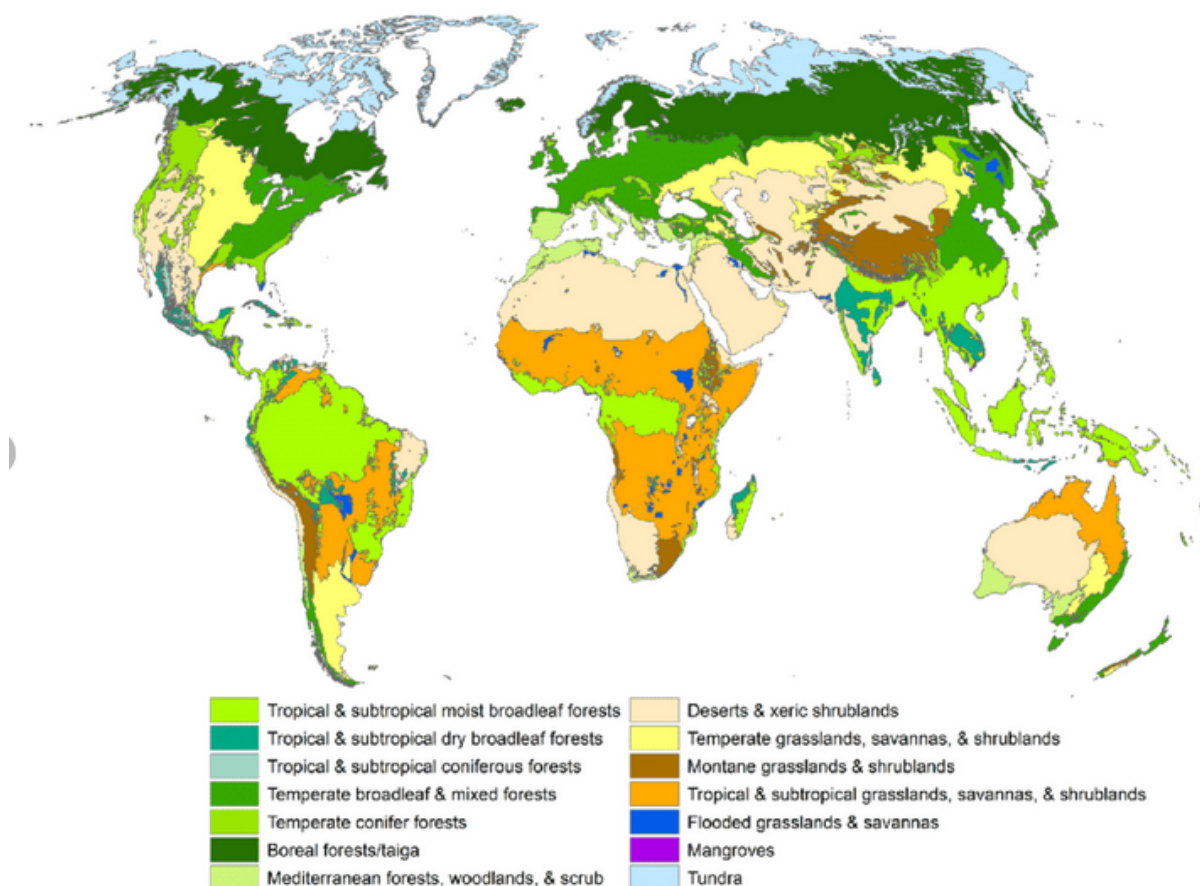 Tropical & subtropical moist broadleaf forests
Tropical & subtropical dry broadleaf forests
Tropical & subtropical coniferous forests
Temperate broadleaf & mixed forests
Temperate conifer forests
Boreal forests/taiga
Mediterranean forests, woodlands, & scrub
Deserts & xeric shrublands
Temperate grasslands, savannas, & shrublands
Montane grasslands & shrublands
Tropical & subtropical grasslands, savannas, & shrublands
Flooded grasslands & savannas
Mangroves
Tundra